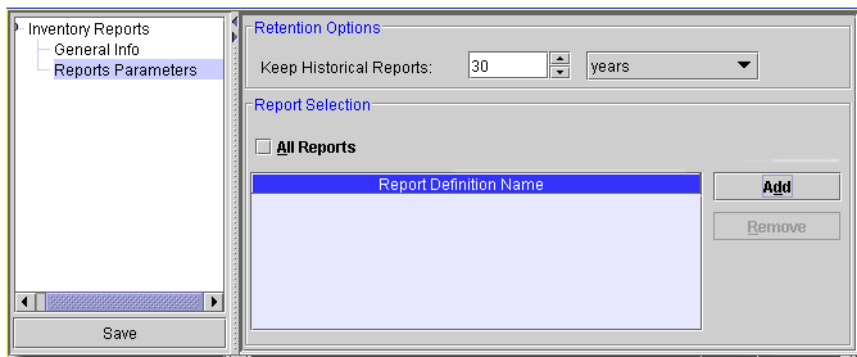 Inventory Reports
General Info
Reports Parameters
Save
Retention Options
Keep Historical Reports: 30 years
Report Selection
All Reports
Report Definition Name
Add
Remove